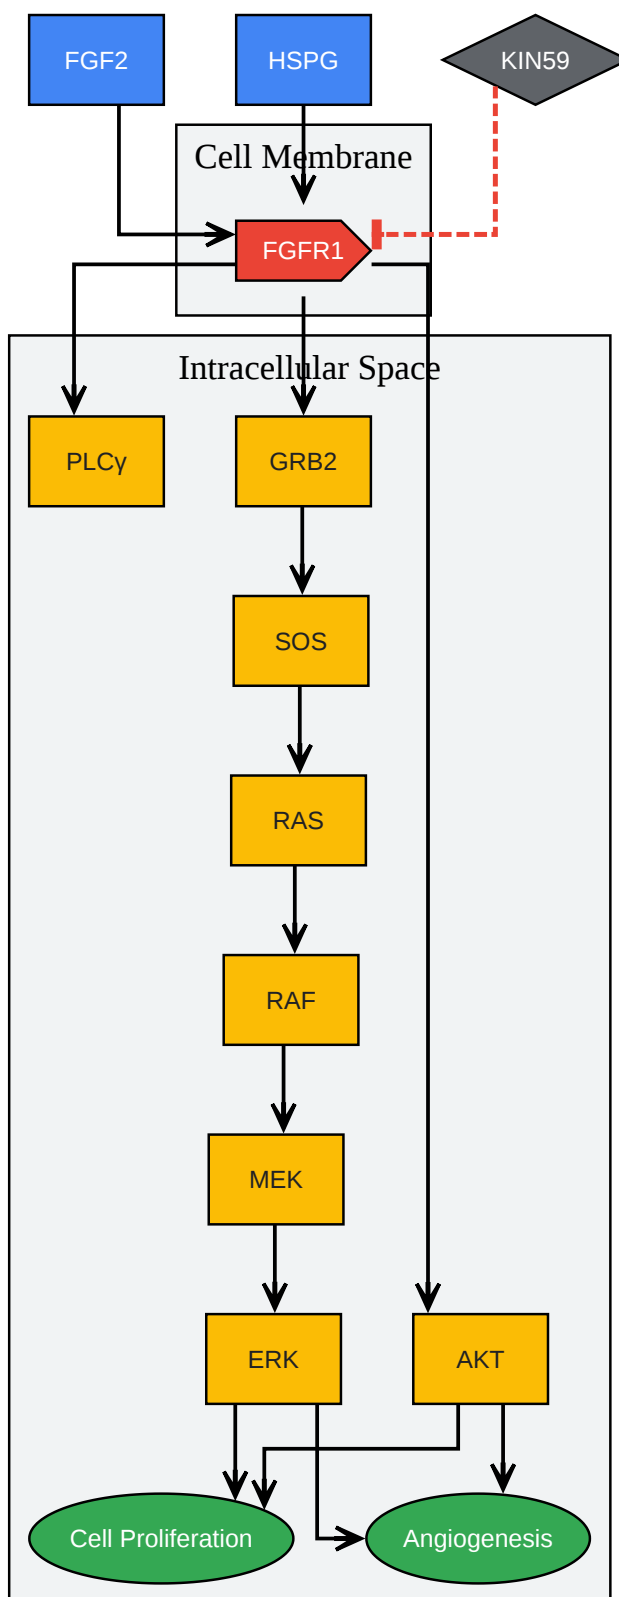 FGF2
HSPG
KIN59
Cell Membrane
FGFR1
Intracellular Space
PLCγ
GRB2
SOS
RAS
RAF
MEK
ERK
AKT
Cell Proliferation
Angiogenesis